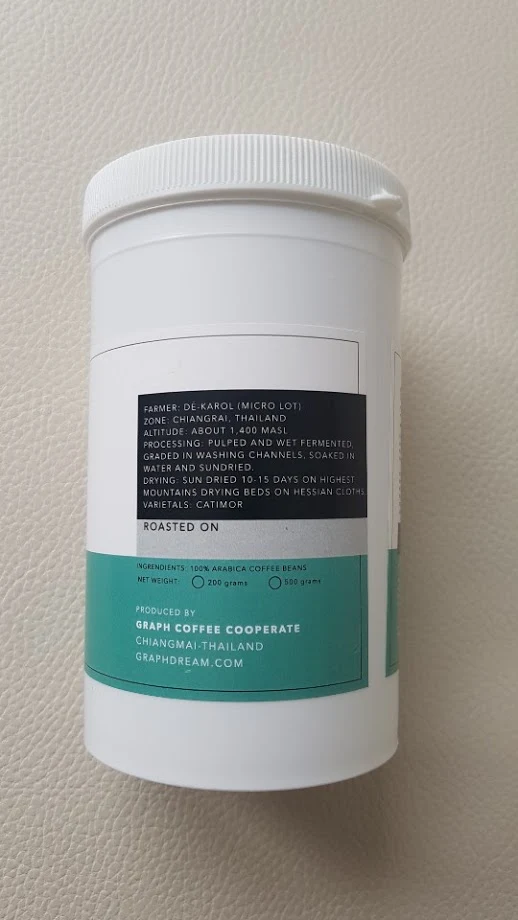 FARMER: DE-KAROL (MICRO LOT)
ZONE: CHIANGRAI, THAILAND
ALTITUDE: ABOUT 1,400 MASL
PROCESSING: PULPED AND WET FERMENTED,
GRADED IN WASHING CHANNELS, SOAKED IN
WATER AND SUNDRIED.
DRYING: SUN DRIED 10-15 DAYS ON HIGHEST
MOUNTAINS DRYING BEDS ON HESSIAN CLOTHS.
VARIETALS: CATIMOR
ROASTED ON
INGRENDIENTS: 100% ARABICA COFFEE BEANS
NET WEIGHT: 200 grams 500 grams
PRODUCED BY
GRAPH COFFEE COOPERATE
CHIANGMAI-THAILAND
GRAPHDREAM.COM